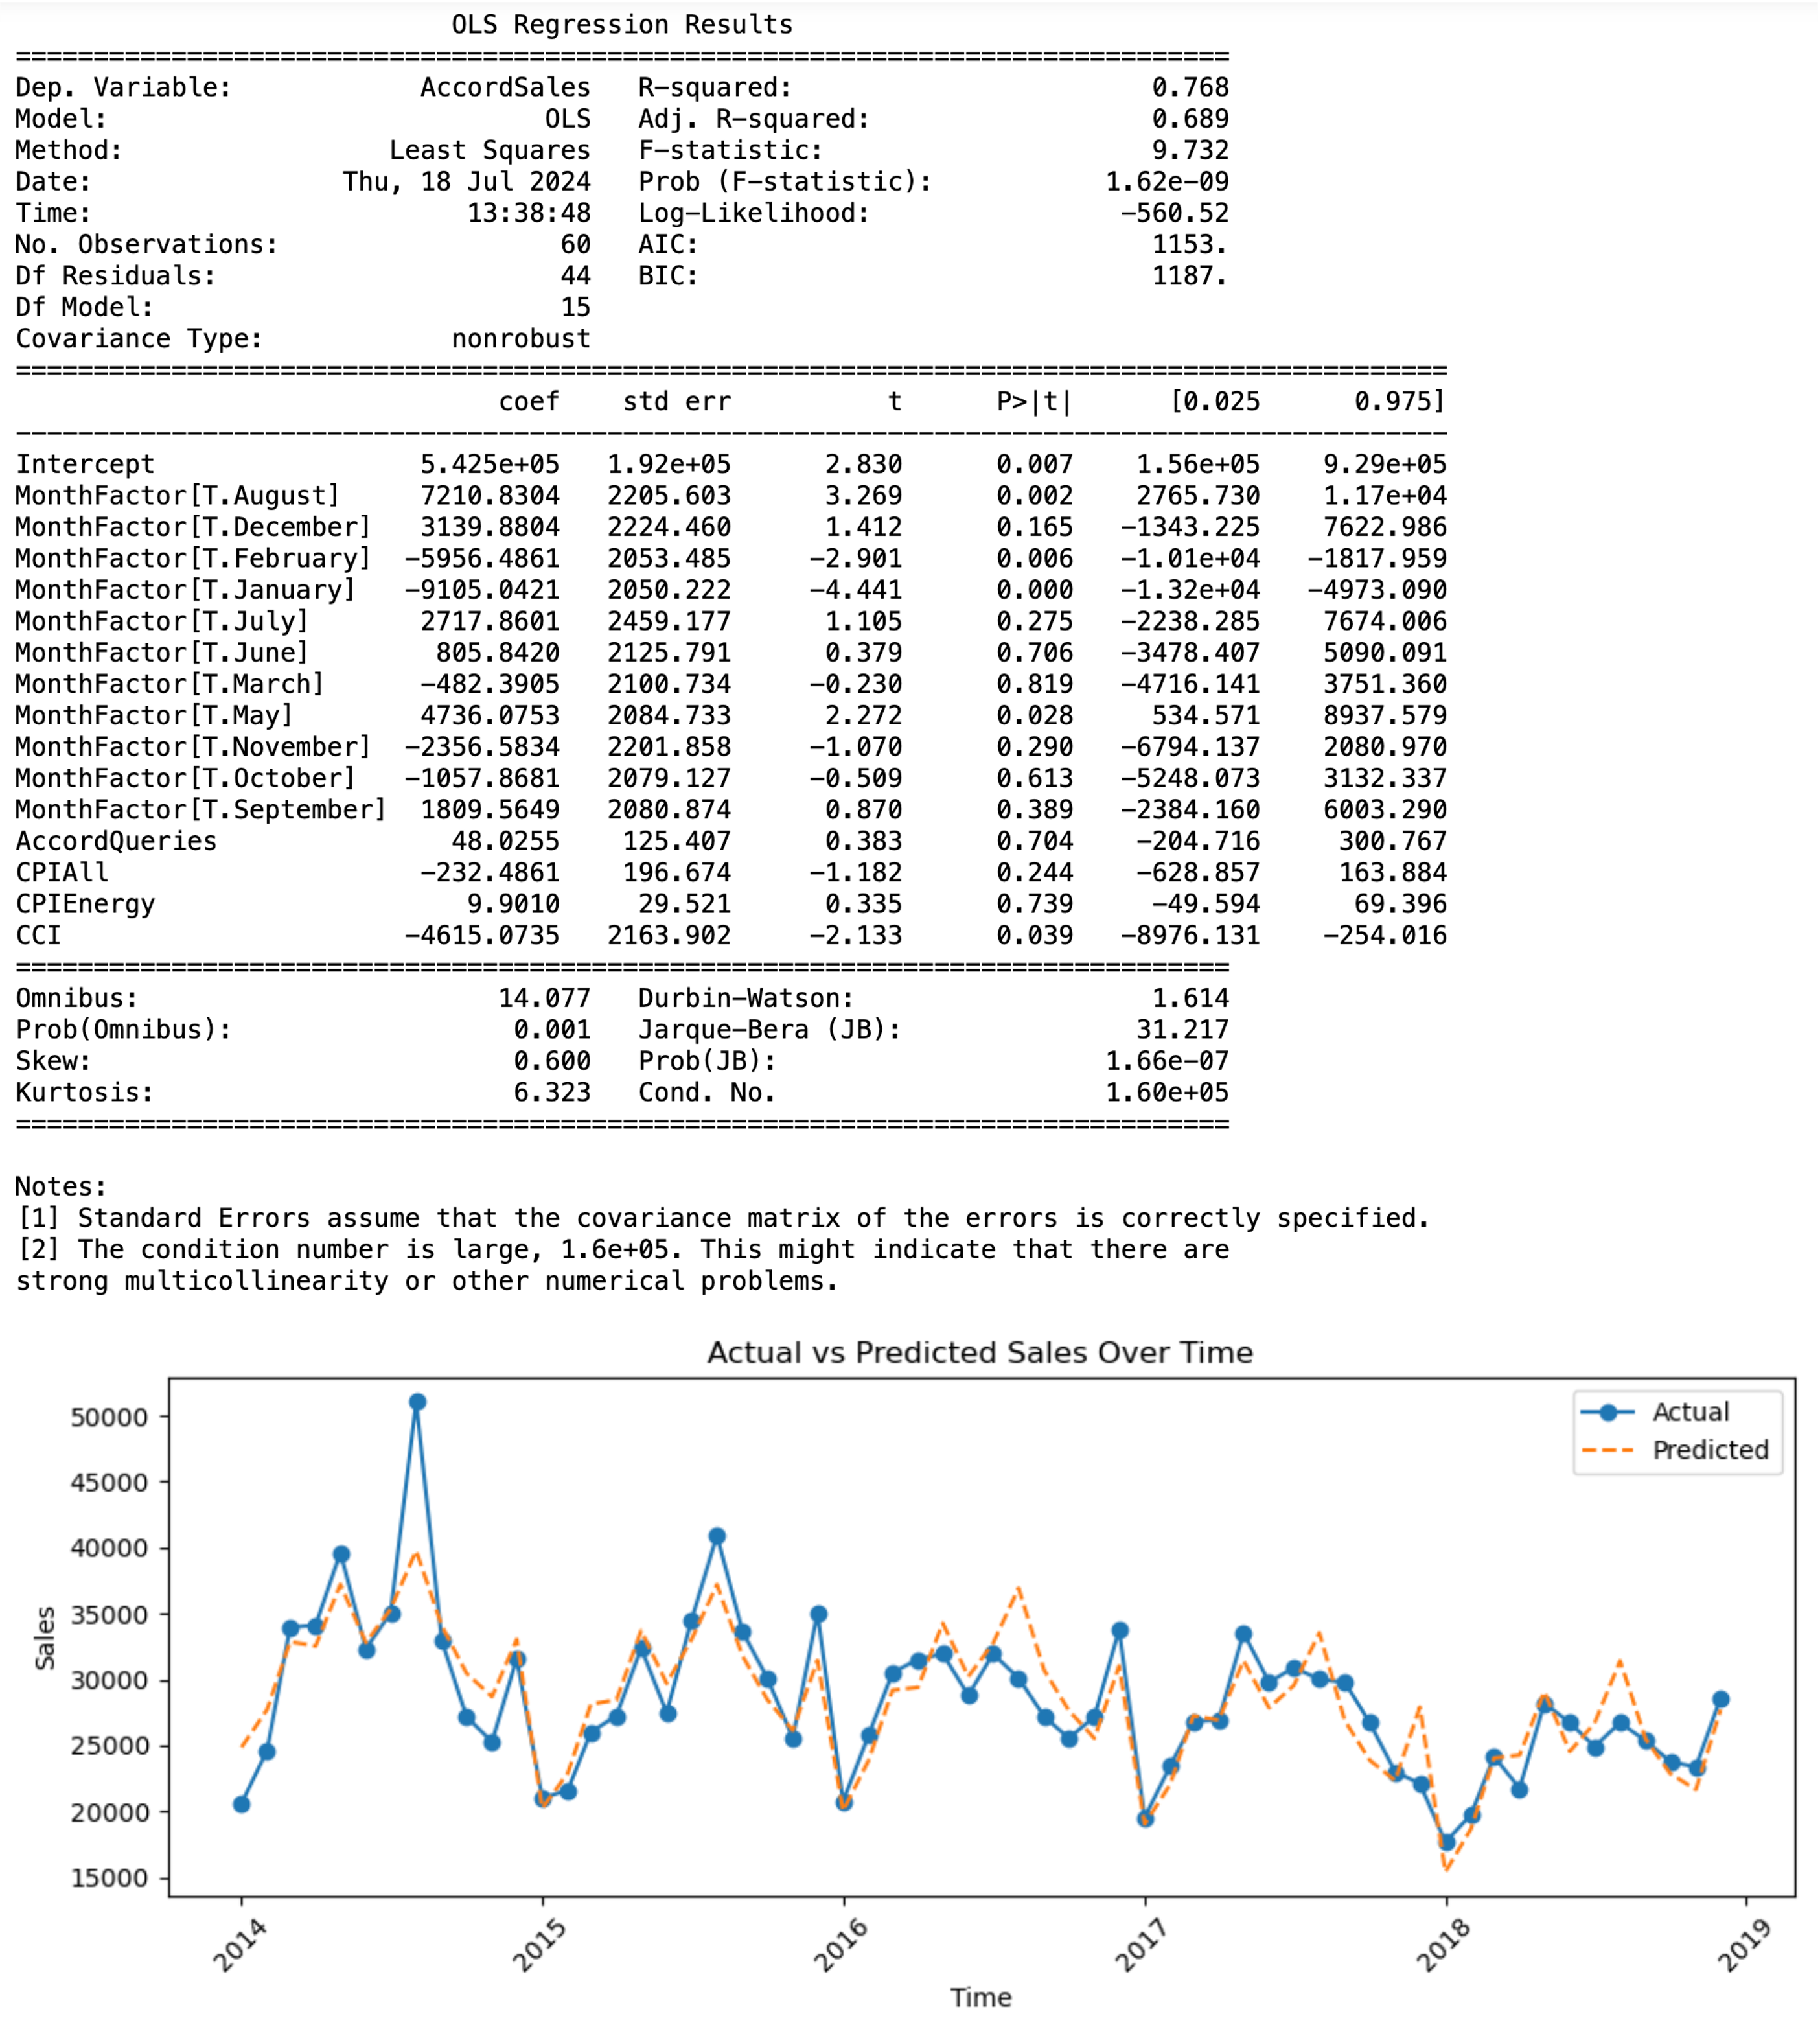 OLS Regression Results
==============================================================================
Dep. Variable: AccordSales R-squared: 0.768
Model: OLS Adj. R-squared: 0.689
Method: Least Squares F-statistic: 9.732
Date: Thu, 18 Jul 2024 Prob (F-statistic): 1.62e-09
Time: 13:38:48 Log-Likelihood: -560.52
No. Observations: 60 AIC: 1153.
Df Residuals: 44 BIC: 1187.
Df Model: 15
Covariance Type: nonrobust
============================================================================================
coef std err t P>|t| [0.025 0.975]
--------------------------------------------------------------------------------------------
Intercept 5.425e+05 1.92e+05 2.830 0.007 1.56e+05 9.29e+05
MonthFactor[T.August] 7210.8304 2205.603 3.269 0.002 2765.730 1.17e+04
MonthFactor[T.December] 3139.8804 2224.460 1.412 0.165 -1343.225 7622.986
MonthFactor[T.February] -5956.4861 2053.485 -2.901 0.006 -1.01e+04 -1817.959
MonthFactor[T.January] -9105.0421 2050.222 -4.441 0.000 -1.32e+04 -4973.090
MonthFactor[T.July] 2717.8601 2459.177 1.105 0.275 -2238.285 7674.006
MonthFactor[T.June] 805.8420 2125.791 0.379 0.706 -3478.407 5090.091
MonthFactor[T.March] -482.3905 2100.734 -0.230 0.819 -4716.141 3751.360
MonthFactor[T.May] 4736.0753 2084.733 2.272 0.028 534.571 8937.579
MonthFactor[T.November] -2356.5834 2201.858 -1.070 0.290 -6794.137 2080.970
MonthFactor[T.October] -1057.8681 2079.127 -0.509 0.613 -5248.073 3132.337
MonthFactor[T.September] 1809.5649 2080.874 0.870 0.389 -2384.160 6003.290
AccordQueries 48.0255 125.407 0.383 0.704 -204.716 300.767
CPIAll -232.4861 196.674 -1.182 0.244 -628.857 163.884
CPIEnergy 9.9010 29.521 0.335 0.739 -49.594 69.396
CCI -4615.0735 2163.902 -2.133 0.039 -8976.131 -254.016
==============================================================================
Omnibus: 14.077 Durbin-Watson: 1.614
Prob(Omnibus): 0.001 Jarque-Bera (JB): 31.217
Skew: 0.600 Prob(JB): 1.66e-07
Kurtosis: 6.323 Cond. No. 1.60e+05
==============================================================================
Notes:
[1] Standard Errors assume that the covariance matrix of the errors is correctly specified.
[2] The condition number is large, 1.6e+05. This might indicate that there are
strong multicollinearity or other numerical problems.
Actual vs Predicted Sales Over Time
Actual
Predicted
50000
45000
40000
35000
30000
25000
20000
15000
Sales
2014 2015 2016 2017 2018 2019
Time